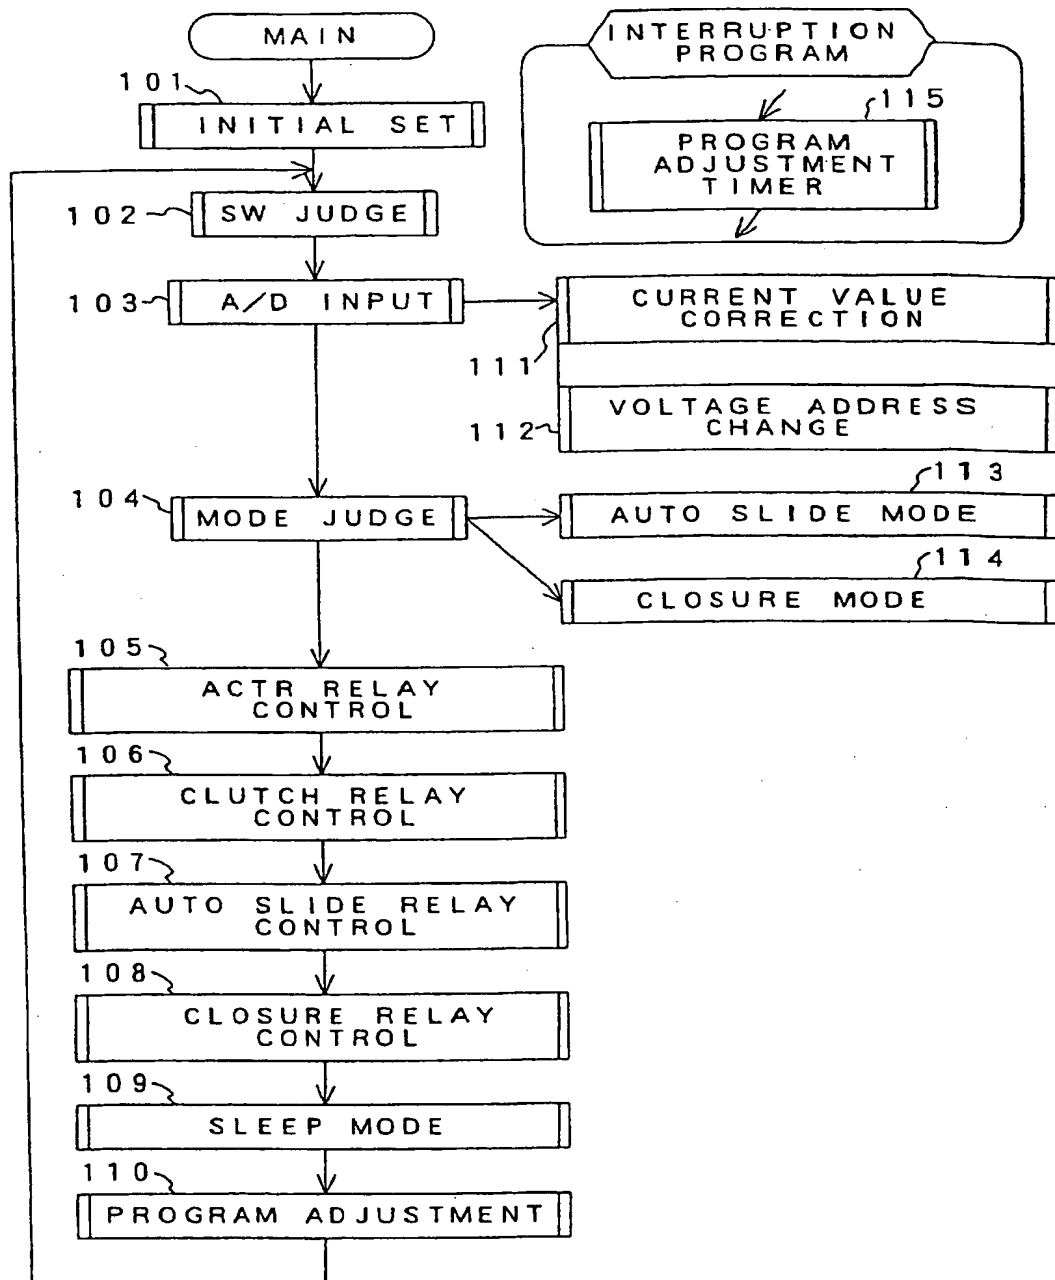 MAIN
101
INITIAL SET
102
SW JUDGE
103
A/D INPUT
104
MODE JUDGE
105
ACTR RELAY
CONTROL
106
CLUTCH RELAY
CONTROL
107
AUTO SLIDE RELAY
CONTROL
108
CLOSURE RELAY
CONTROL
109
SLEEP MODE
110
PROGRAM ADJUSTMENT
INTERRUPTION
PROGRAM
115
PROGRAM
ADJUSTMENT
TIMER
CURRENT VALUE
CORRECTION
111
VOLTAGE ADDRESS
CHANGE
112
113
AUTO SLIDE MODE
114
CLOSURE MODE